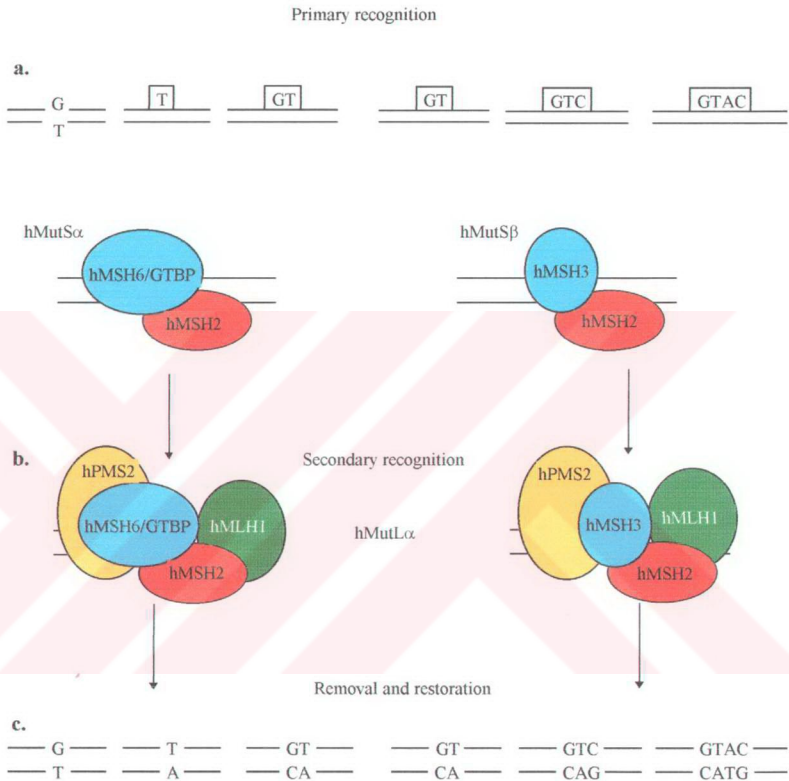 Primary recognition
a.
G T GT GT GTC GTAC
T
hMutSα hMutSβ
hMSH6/GTBP hMSH3
hMSH2 hMSH2
b. Secondary recognition
hPMS2 hPMS2
hMSH6/GTBP hMLH1 hMutLα hMSH3 hMLH1
hMSH2 hMSH2
Removal and restoration
c.
G T GT GT GTC GTAC
T A CA CA CAG CATG